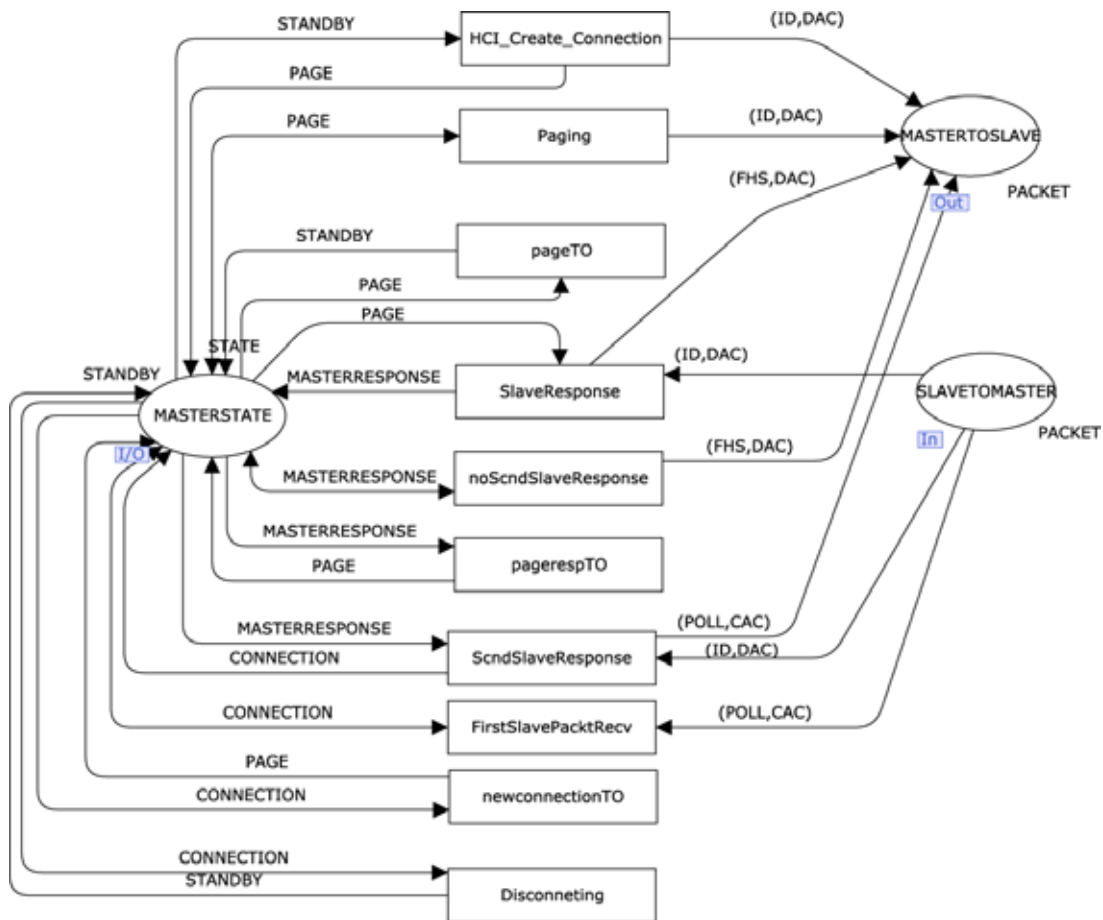 STANDBY
HCI_Create_Connection
(ID,DAC)
PAGE
PAGE
Paging
(ID,DAC)
MASTERTOSLAVE
(FHS,DAC)
PACKET
Out
STANDBY
pageTO
PAGE
PAGE
STATE
STANDBY
MASTERRESPONSE
SlaveResponse
(ID,DAC)
SLAVETOMASTER
MASTERSTATE
PACKET
In
I/O
MASTERRESPONSE
noScndSlaveResponse
(FHS,DAC)
MASTERRESPONSE
PAGE
pagerespTO
MASTERRESPONSE
(POLL,CAC)
CONNECTION
ScndSlaveResponse
(ID,DAC)
CONNECTION
FirstSlavePacktRecv
(POLL,CAC)
PAGE
CONNECTION
newconnectionTO
CONNECTION
STANDBY
Disconneting